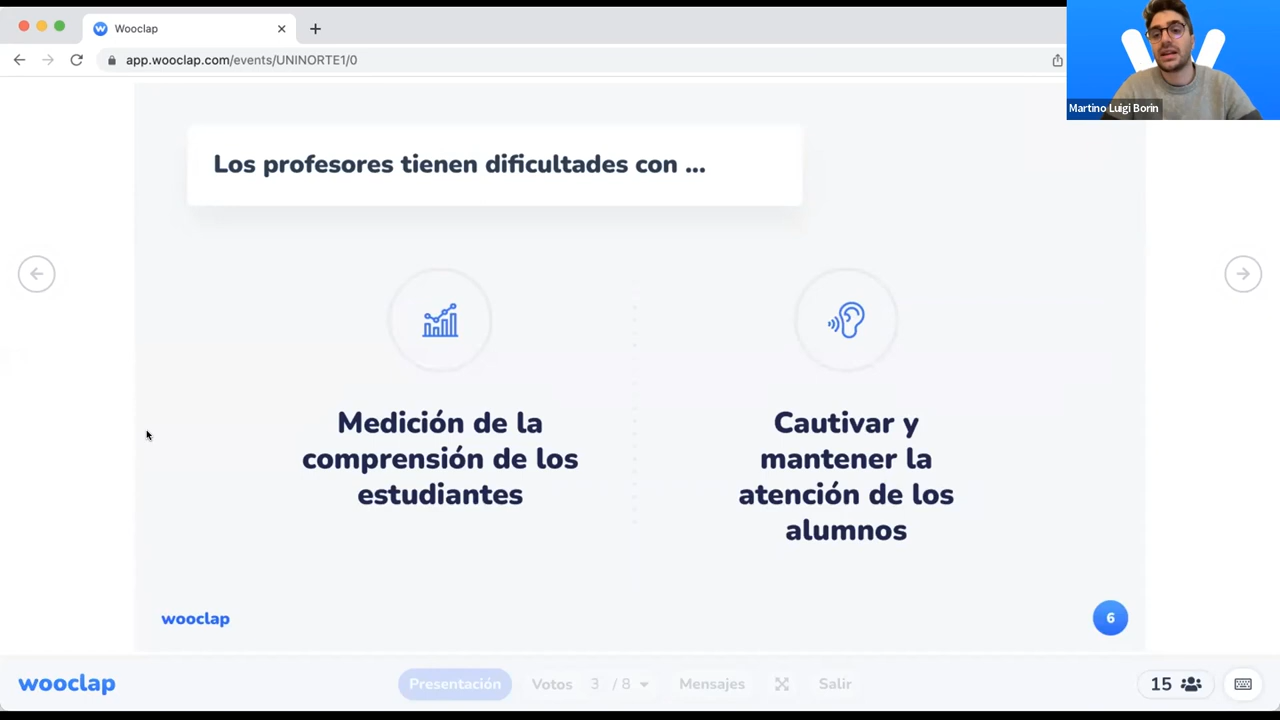 Wooclap
app.wooclap.com/events/UNINORTE1/0
Martino Luigi Borin
Los profesores tienen dificultades con ...
Medición de la
comprensión de los
estudiantes
Cautivar y
mantener la
atención de los
alumnos
wooclap
6
wooclap
Presentación
Votos
3 / 8
Mensajes
Salir
15